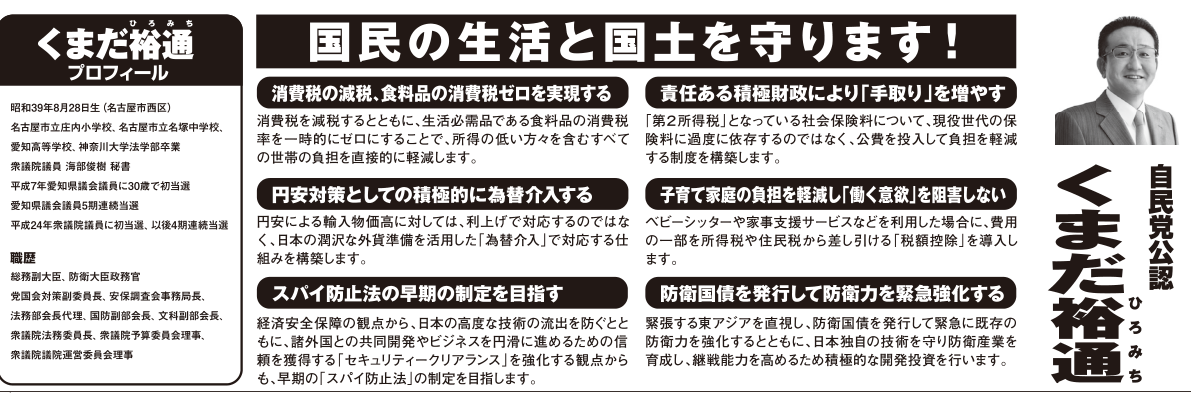 ひろみち
くまだ裕通
プロフィール
昭和39年8月28日生（名古屋市西区）
名古屋市立庄内小学校、名古屋市立名塚中学校、
愛知高等学校、神奈川大学法学部卒業
衆議院議員 海部俊樹 秘書
平成7年愛知県議会議員に30歳で初当選
愛知県議会議員5期連続当選
平成24年衆議院議員に初当選、以後4期連続当選
職歴
総務副大臣、防衛大臣政務官
党国会対策副委員長、安保調査会事務局長、
法務部会長代理、国防部会長、文科副部会長、
衆議院法務委員長、衆議院予算委員会理事、
衆議院議院運営委員会理事
国民の生活と国土を守ります！
消費税の減税、食料品の消費税ゼロを実現する
消費税を減税するとともに、生活必需品である食料品の消費税
率を一時的にゼロにすることで、所得の低い方々を含むすべて
の世帯の負担を直接的に軽減します。
円安対策としての積極的に為替介入する
円安による輸入物価高に対しては、利上げで対応するのではな
く、日本の潤沢な外貨準備を活用した「為替介入」で対応する仕
組みを構築します。
スパイ防止法の早期の制定を目指す
経済安全保障の観点から、日本の高度な技術の流出を防ぐとと
もに、諸外国との共同開発やビジネスを円滑に進めるための信
頼を獲得する「セキュリティークリアランス」を強化する観点から
も、早期の「スパイ防止法」の制定を目指します。
責任ある積極財政により「手取り」を増やす
「第2所得税」となっている社会保険料について、現役世代の保
険料に過度に依存するのではなく、公費を投入して負担を軽減
する制度を構築します。
子育て家庭の負担を軽減し「働く意欲」を阻害しない
ベビーシッターや家事支援サービスなどを利用した場合に、費用
の一部を所得税や住民税から差し引ける「税額控除」を導入し
ます。
防衛国債を発行して防衛力を緊急強化する
緊張する東アジアを直視し、防衛国債を発行して緊急に既存の
防衛力を強化するとともに、日本独自の技術を守り防衛産業を
育成し、継戦能力を高めるため積極的な開発投資を行います。
自民党公認
くまだ裕通
ひろみち